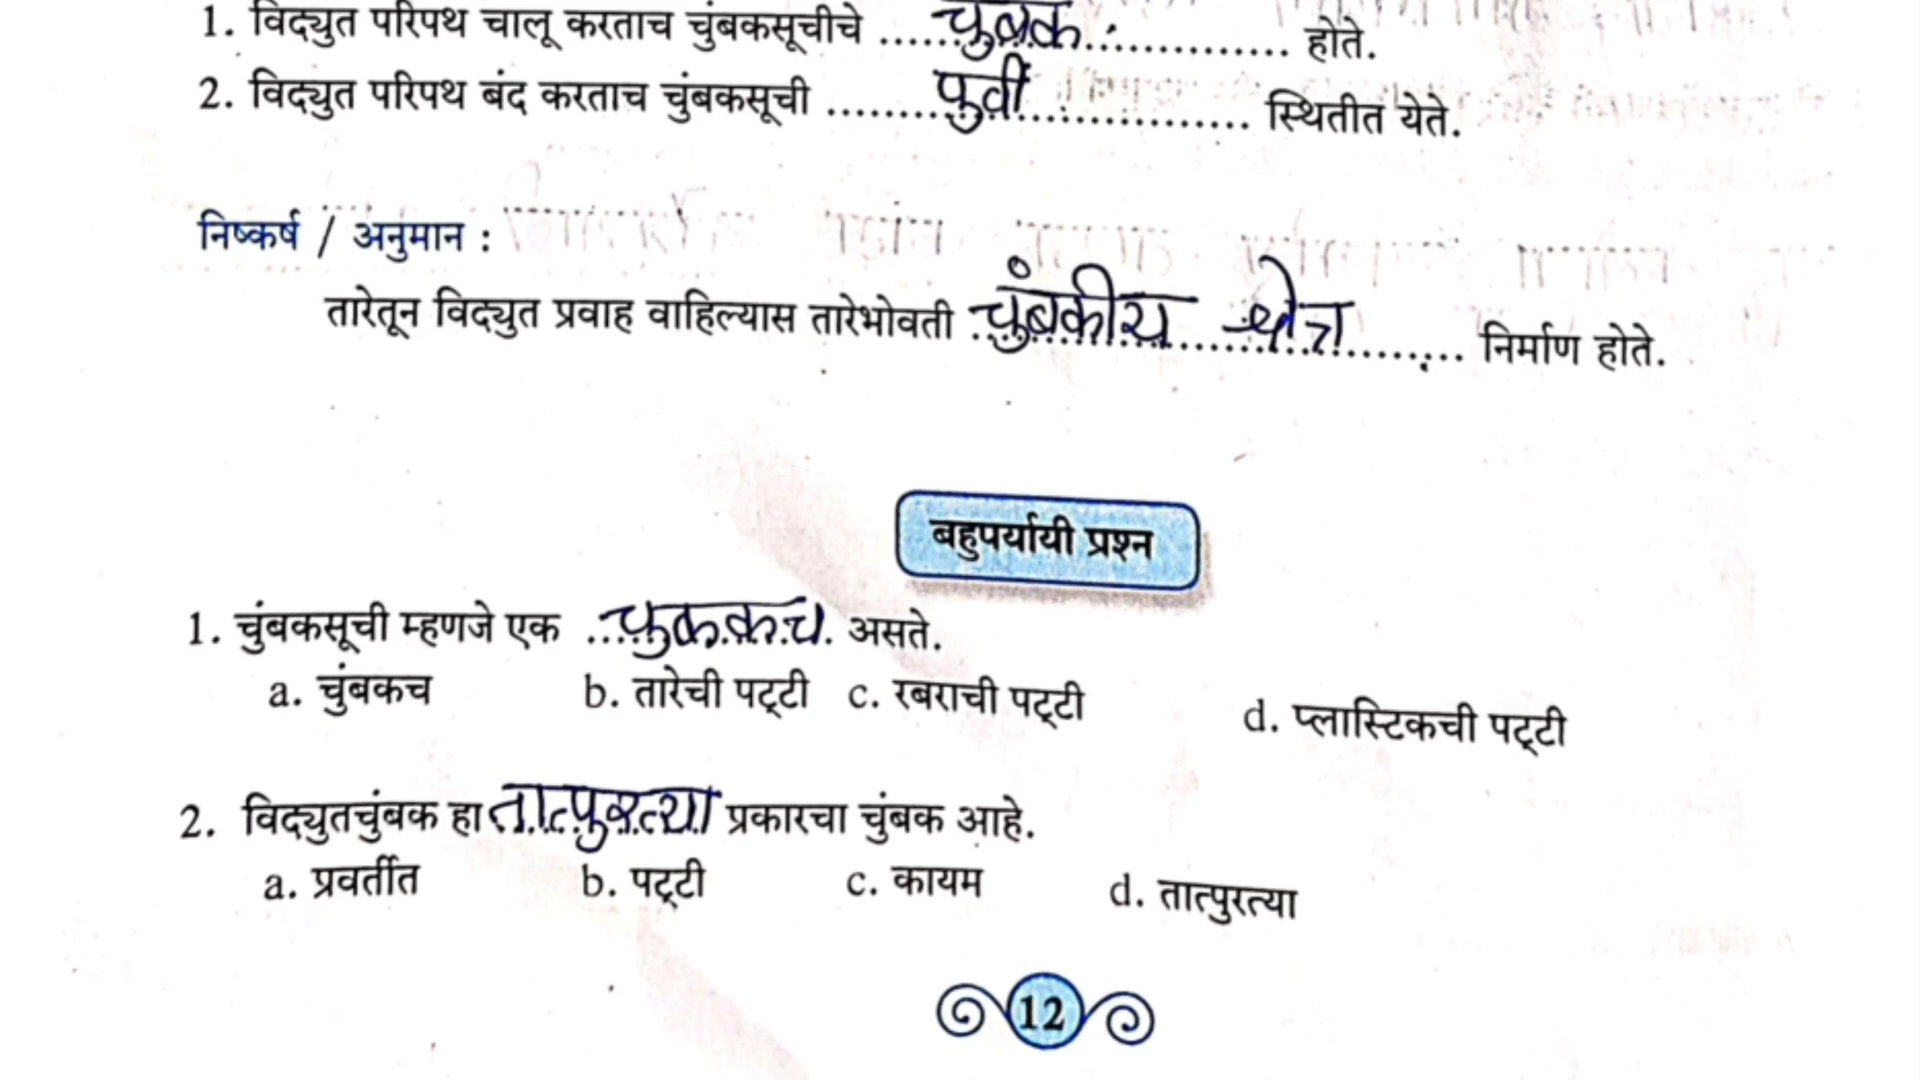 1. विद्युत परिपथ चालू करताच चुंबकसूचीचे ......चुबक............... होते.
2. विद्युत परिपथ बंद करताच चुंबकसूची .......पुर्वी............... स्थितीत येते.
निष्कर्ष / अनुमान :
तारेतून विद्युत प्रवाह वाहिल्यास तारेभोवती चुंबकीय क्षेत्र ....... निर्माण होते.
बहुपर्यायी प्रश्न
1. चुंबकसूची म्हणजे एक ...चुककच. असते.
a. चुंबकच b. तारेची पट्टी c. रबराची पट्टी d. प्लास्टिकची पट्टी
2. विद्युतचुंबक हा तात्पुरत्या प्रकारचा चुंबक आहे.
a. प्रवर्तीत b. पट्टी c. कायम d. तात्पुरत्या
12